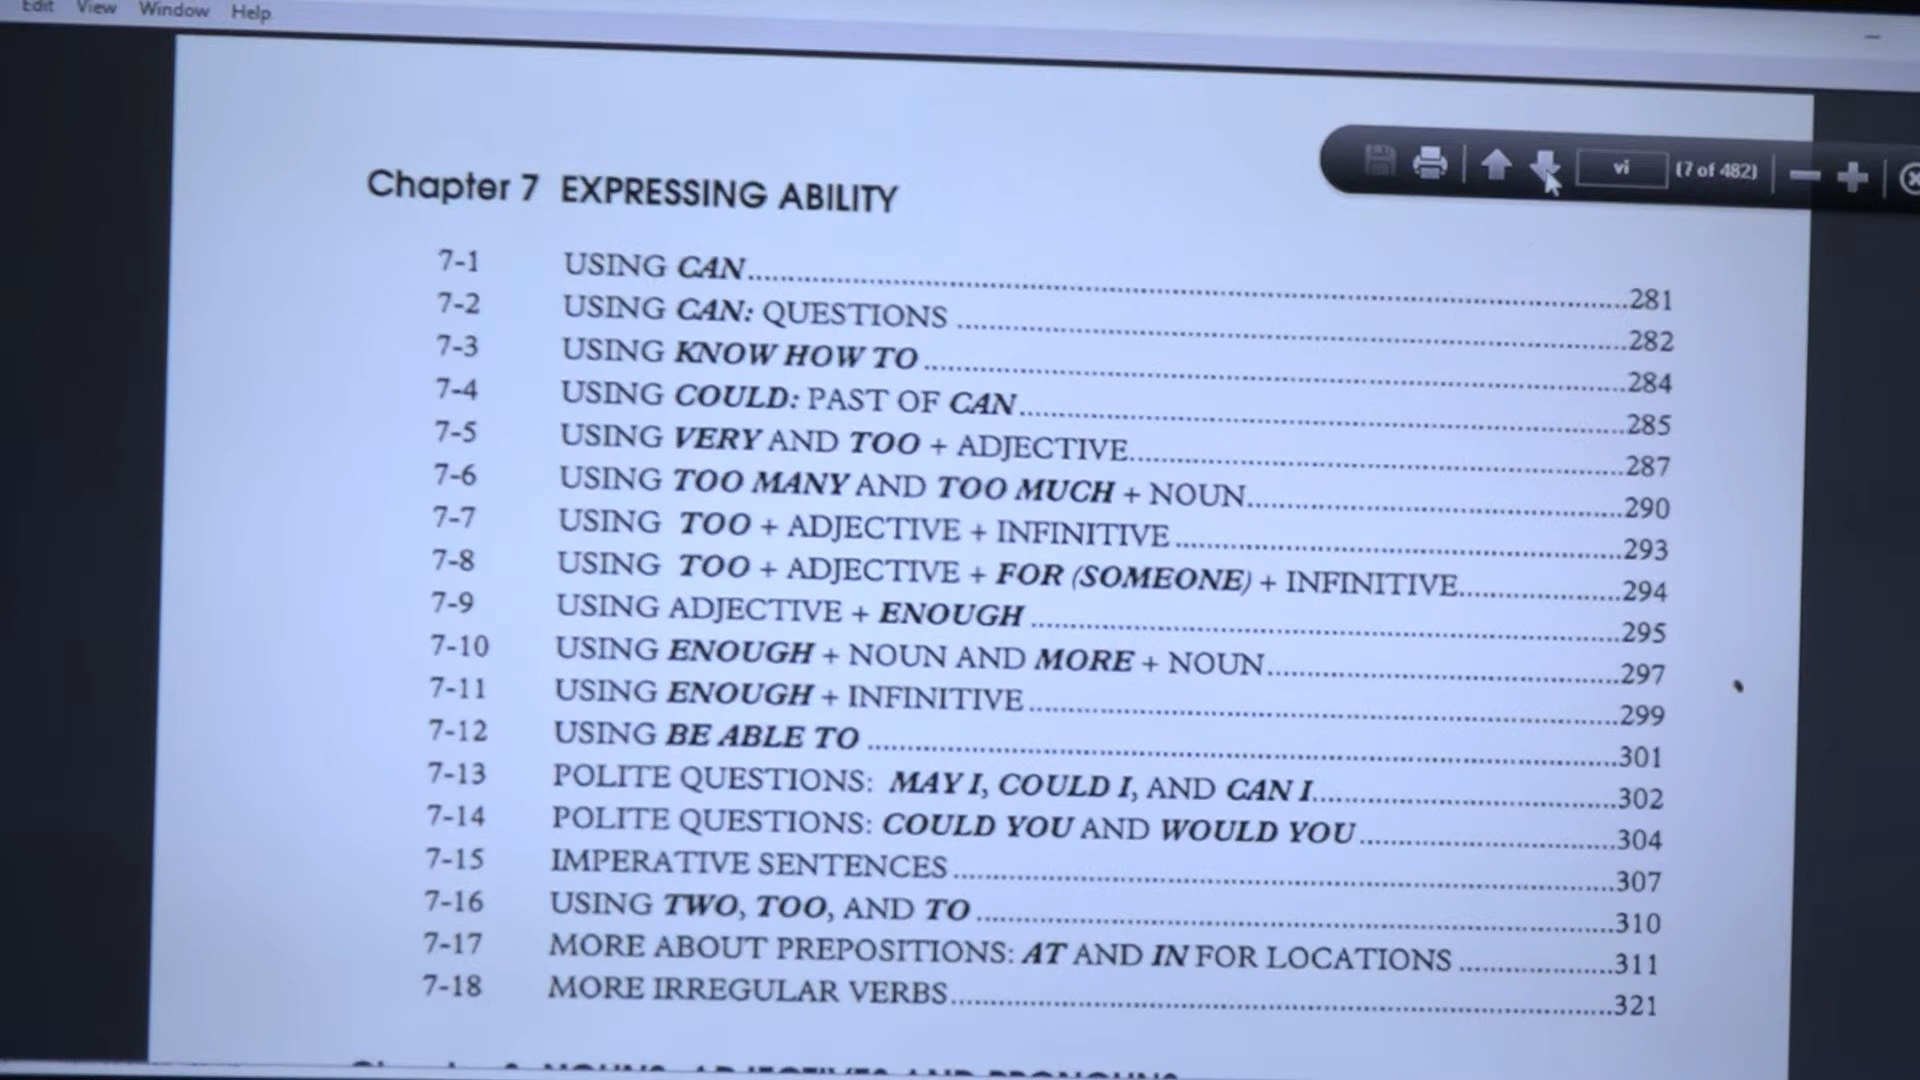 Edit View Window Help
vi (7 of 482)
Chapter 7 EXPRESSING ABILITY
7-1 USING CAN 281
7-2 USING CAN: QUESTIONS 282
7-3 USING KNOW HOW TO 284
7-4 USING COULD: PAST OF CAN 285
7-5 USING VERY AND TOO + ADJECTIVE 287
7-6 USING TOO MANY AND TOO MUCH + NOUN 290
7-7 USING TOO + ADJECTIVE + INFINITIVE 293
7-8 USING TOO + ADJECTIVE + FOR (SOMEONE) + INFINITIVE 294
7-9 USING ADJECTIVE + ENOUGH 295
7-10 USING ENOUGH + NOUN AND MORE + NOUN 297
7-11 USING ENOUGH + INFINITIVE 299
7-12 USING BE ABLE TO 301
7-13 POLITE QUESTIONS: MAY I, COULD I, AND CAN I 302
7-14 POLITE QUESTIONS: COULD YOU AND WOULD YOU 304
7-15 IMPERATIVE SENTENCES 307
7-16 USING TWO, TOO, AND TO 310
7-17 MORE ABOUT PREPOSITIONS: AT AND IN FOR LOCATIONS 311
7-18 MORE IRREGULAR VERBS 321